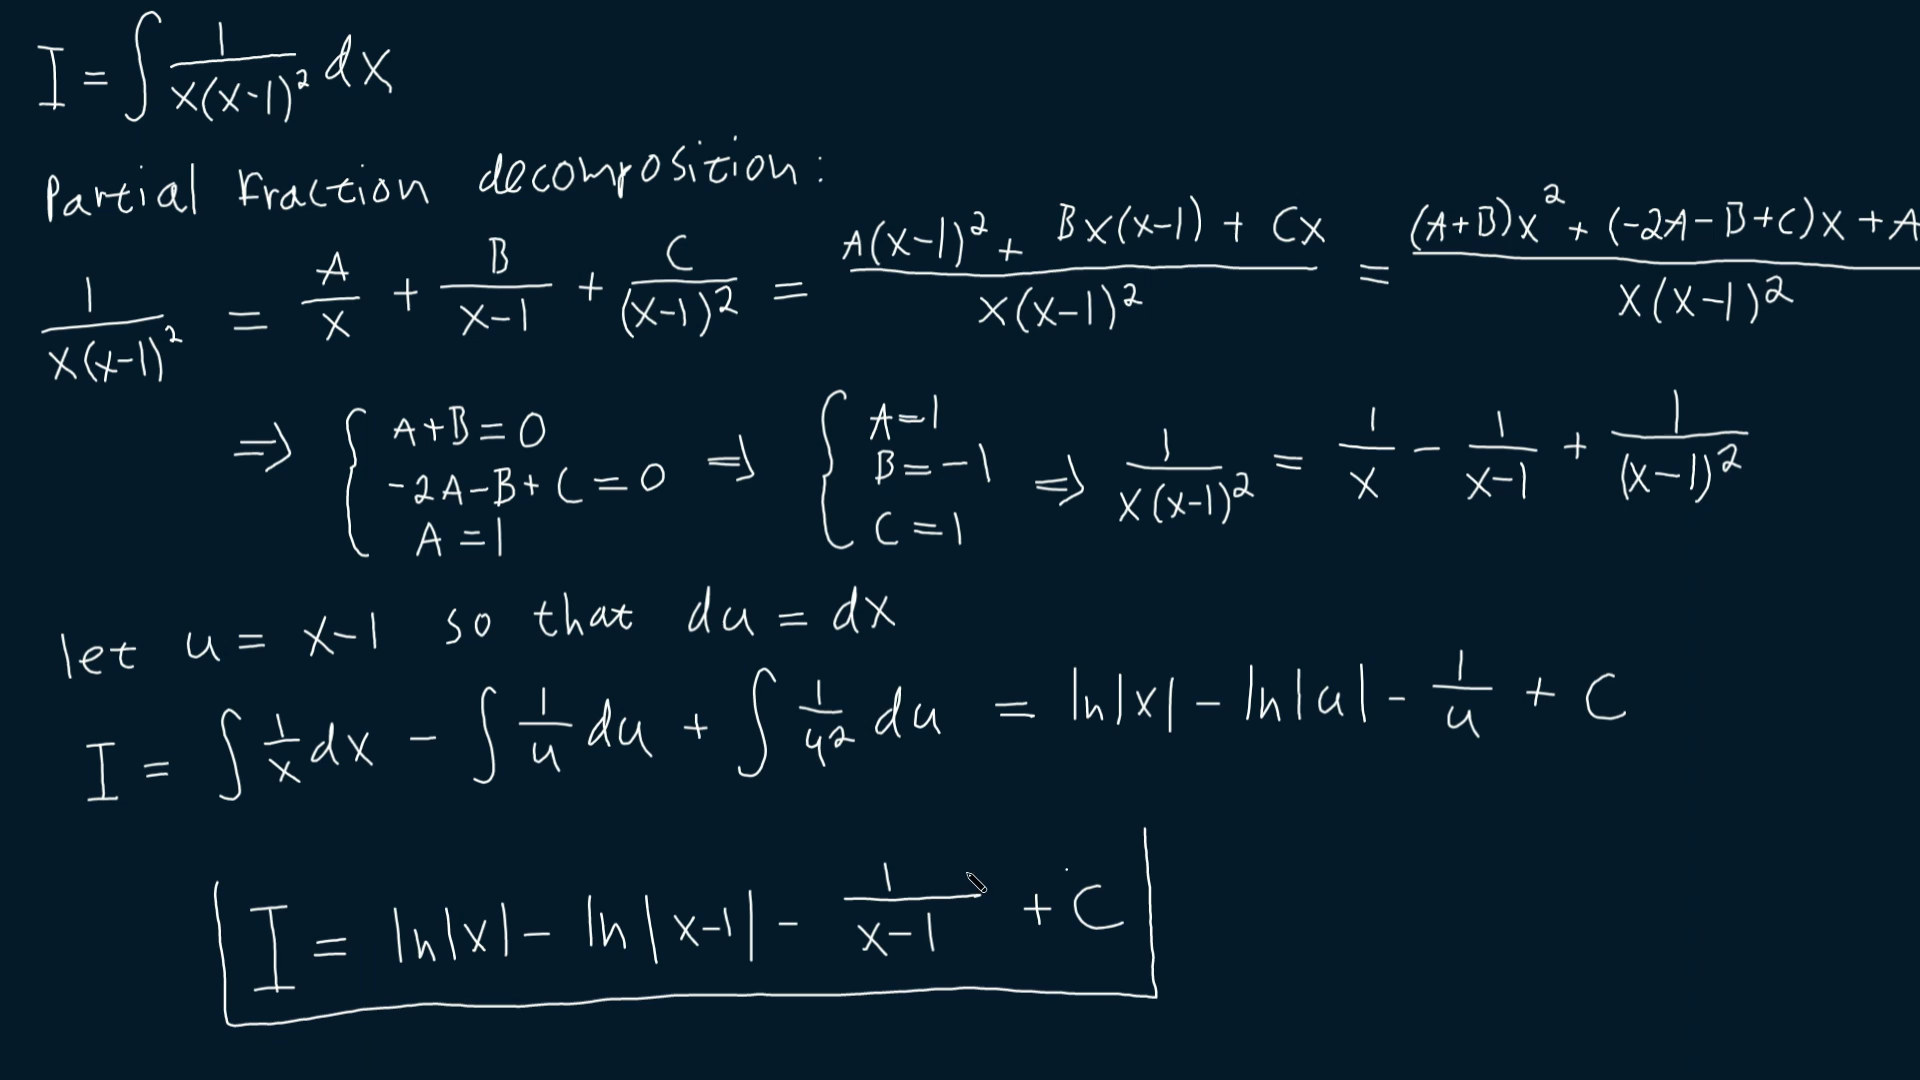 I = ∫ 1/(x(x-1)²) dx
Partial fraction decomposition:
1/(x(x-1)²) = A/x + B/(x-1) + C/(x-1)² = (A(x-1)² + Bx(x-1) + Cx)/(x(x-1)²) = ((A+B)x² + (-2A-B+C)x + A)/(x(x-1)²)
⇒ { A+B=0, -2A-B+C=0, A=1 ⇒ { A=1, B=-1, C=1 ⇒ 1/(x(x-1)²) = 1/x - 1/(x-1) + 1/(x-1)²
let u = x-1 so that du = dx
I = ∫ 1/x dx - ∫ 1/u du + ∫ 1/u² du = ln|x| - ln|u| - 1/u + C
I = ln|x| - ln|x-1| - 1/(x-1) + C